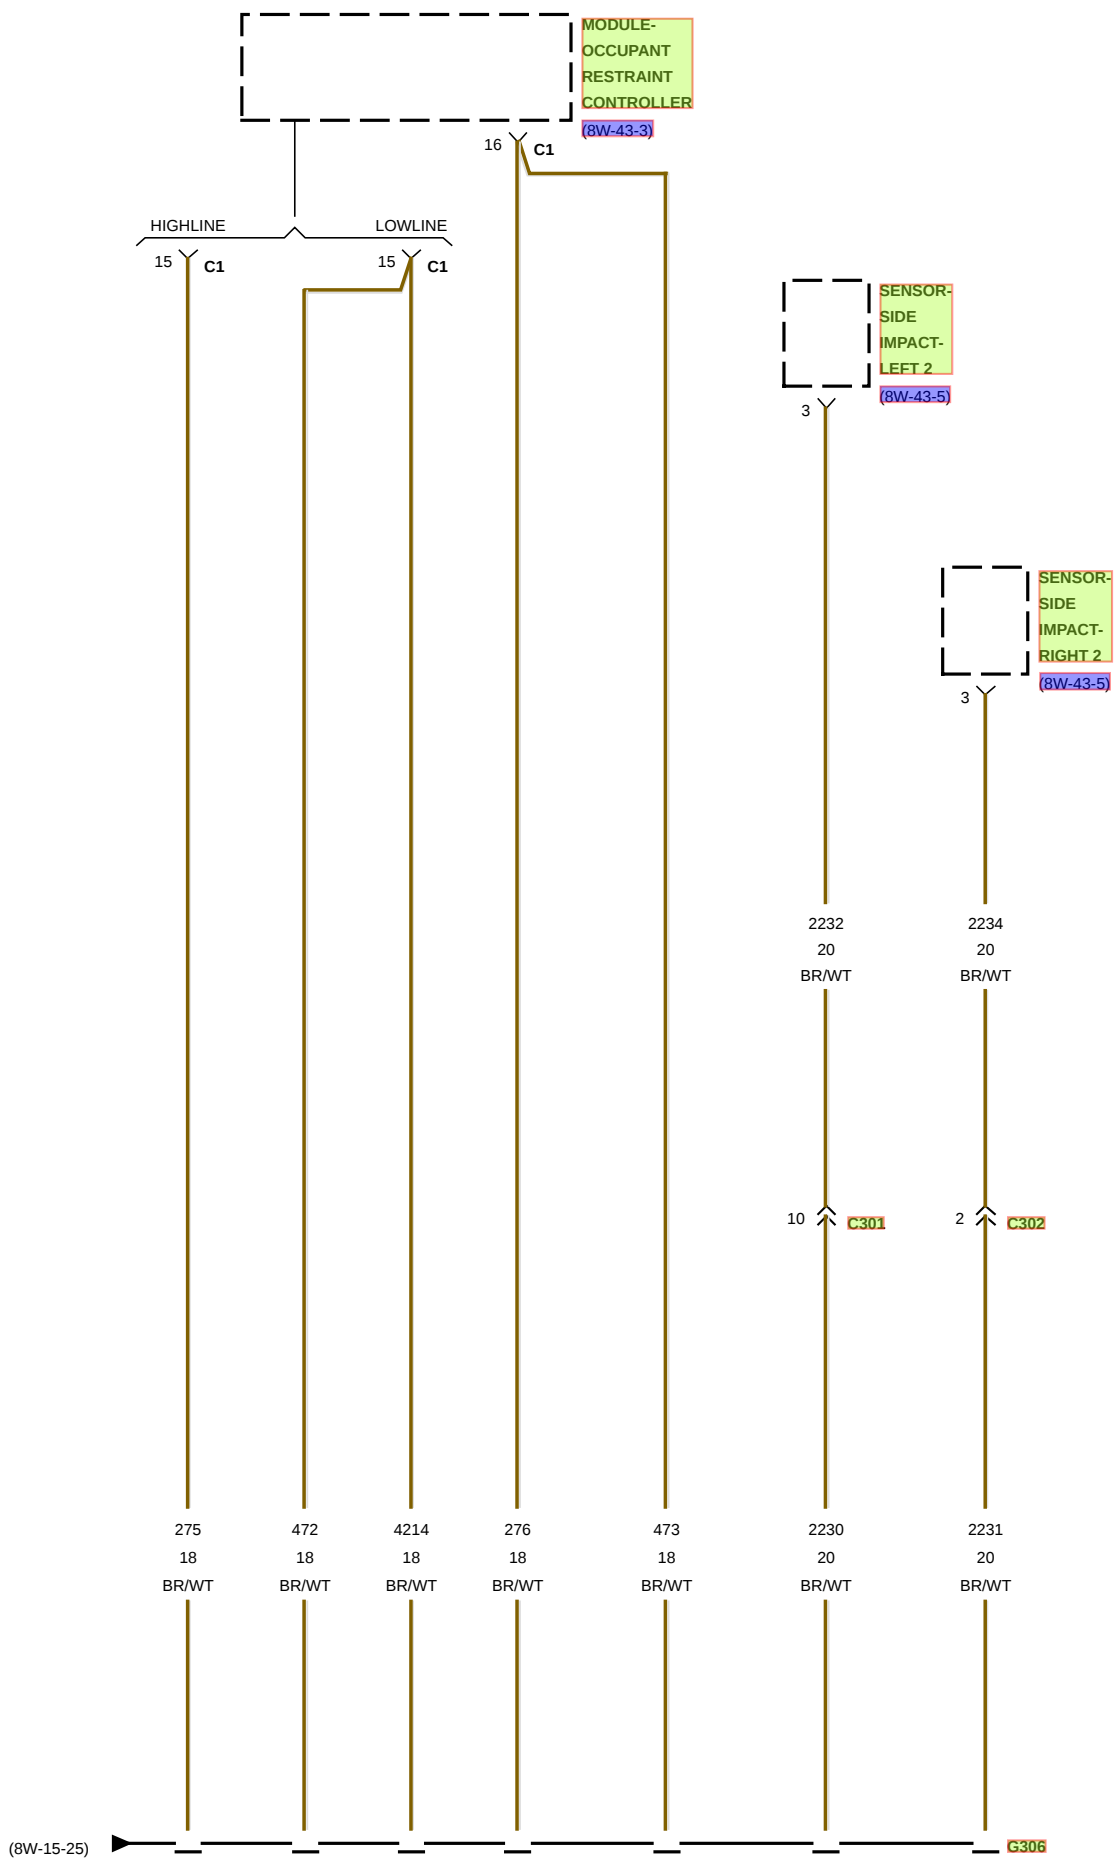 MODULE-
OCCUPANT
RESTRAINT
CONTROLLER
(8W-43-3)
16
C1
HIGHLINE
LOWLINE
15
C1
15
C1
SENSOR-
SIDE
IMPACT-
LEFT 2
(8W-43-5)
3
SENSOR-
SIDE
IMPACT-
RIGHT 2
(8W-43-5)
3
2232
20
BR/WT
2234
20
BR/WT
10
C301
2
C302
275
18
BR/WT
472
18
BR/WT
4214
18
BR/WT
276
18
BR/WT
473
18
BR/WT
2230
20
BR/WT
2231
20
BR/WT
(8W-15-25)
G306